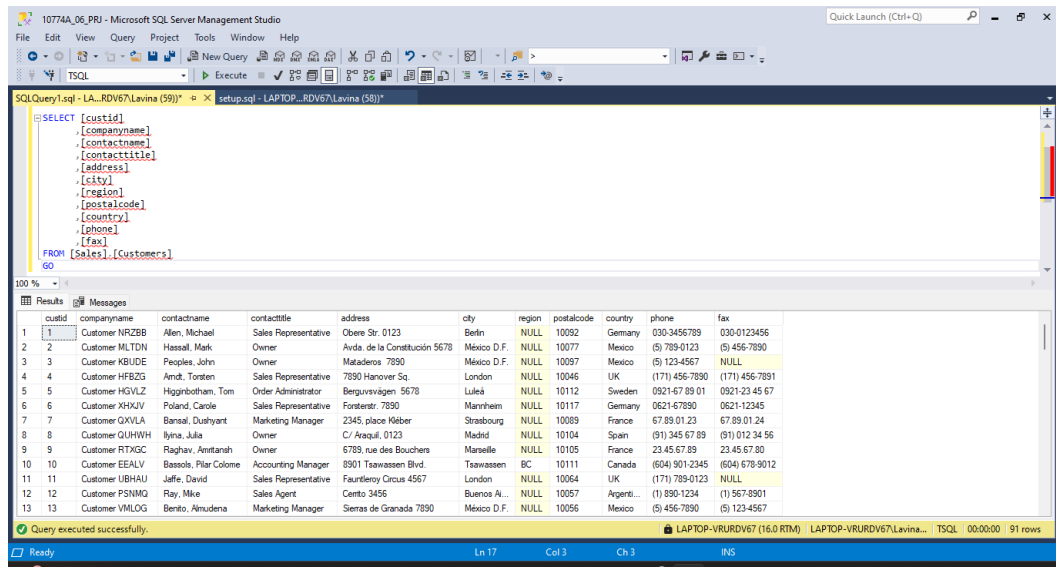 10774A_06_PRJ - Microsoft SQL Server Management Studio
Quick Launch (Ctrl+Q)
File Edit View Query Project Tools Window Help
New Query
TSQL Execute
SQLQuery1.sql - LA...RDV67\Lavina (59))* setup.sql - LAPTOP...RDV67\Lavina (58))*
SELECT [custid]
,[companyname]
,[contactname]
,[contacttitle]
,[address]
,[city]
,[region]
,[postalcode]
,[country]
,[phone]
,[fax]
FROM [Sales].[Customers]
GO
100 %
Results Messages
custid companyname contactname contacttitle address city region postalcode country phone fax
1 1 Customer NRZBB Allen, Michael Sales Representative Obere Str. 0123 Berlin NULL 10092 Germany 030-3456789 030-0123456
2 2 Customer MLTDN Hassall, Mark Owner Avda. de la Constitución 5678 México D.F. NULL 10077 Mexico (5) 789-0123 (5) 456-7890
3 3 Customer KBUDE Peoples, John Owner Mataderos 7890 México D.F. NULL 10097 Mexico (5) 123-4567 NULL
4 4 Customer HFBZG Arndt, Torsten Sales Representative 7890 Hanover Sq. London NULL 10046 UK (171) 456-7890 (171) 456-7891
5 5 Customer HGVLZ Higginbotham, Tom Order Administrator Berguvsvägen 5678 Luleå NULL 10112 Sweden 0921-67 89 01 0921-23 45 67
6 6 Customer XHXJV Poland, Carole Sales Representative Forsterstr. 7890 Mannheim NULL 10117 Germany 0621-67890 0621-12345
7 7 Customer QXVLA Bansal, Dushyant Marketing Manager 2345, place Kléber Strasbourg NULL 10089 France 67.89.01.23 67.89.01.24
8 8 Customer QUHWH Ilyina, Julia Owner C/ Araquil, 0123 Madrid NULL 10104 Spain (91) 345 67 89 (91) 012 34 56
9 9 Customer RTXGC Raghav, Amritansh Owner 6789, rue des Bouchers Marseille NULL 10105 France 23.45.67.89 23.45.67.80
10 10 Customer EEALV Bassols, Pilar Colome Accounting Manager 8901 Tsawassen Blvd. Tsawassen BC 10111 Canada (604) 901-2345 (604) 678-9012
11 11 Customer UBHAU Jaffe, David Sales Representative Fauntleroy Circus 4567 London NULL 10064 UK (171) 789-0123 NULL
12 12 Customer PSNMQ Ray, Mike Sales Agent Cerrito 3456 Buenos Ai... NULL 10057 Argenti... (1) 890-1234 (1) 567-8901
13 13 Customer VMLOG Benito, Almudena Marketing Manager Sierras de Granada 7890 México D.F. NULL 10056 Mexico (5) 456-7890 (5) 123-4567
Query executed successfully. LAPTOP-VRURDV67 (16.0 RTM) LAPTOP-VRURDV67\Lavina... TSQL 00:00:00 91 rows
Ready Ln 17 Col 3 Ch 3 INS